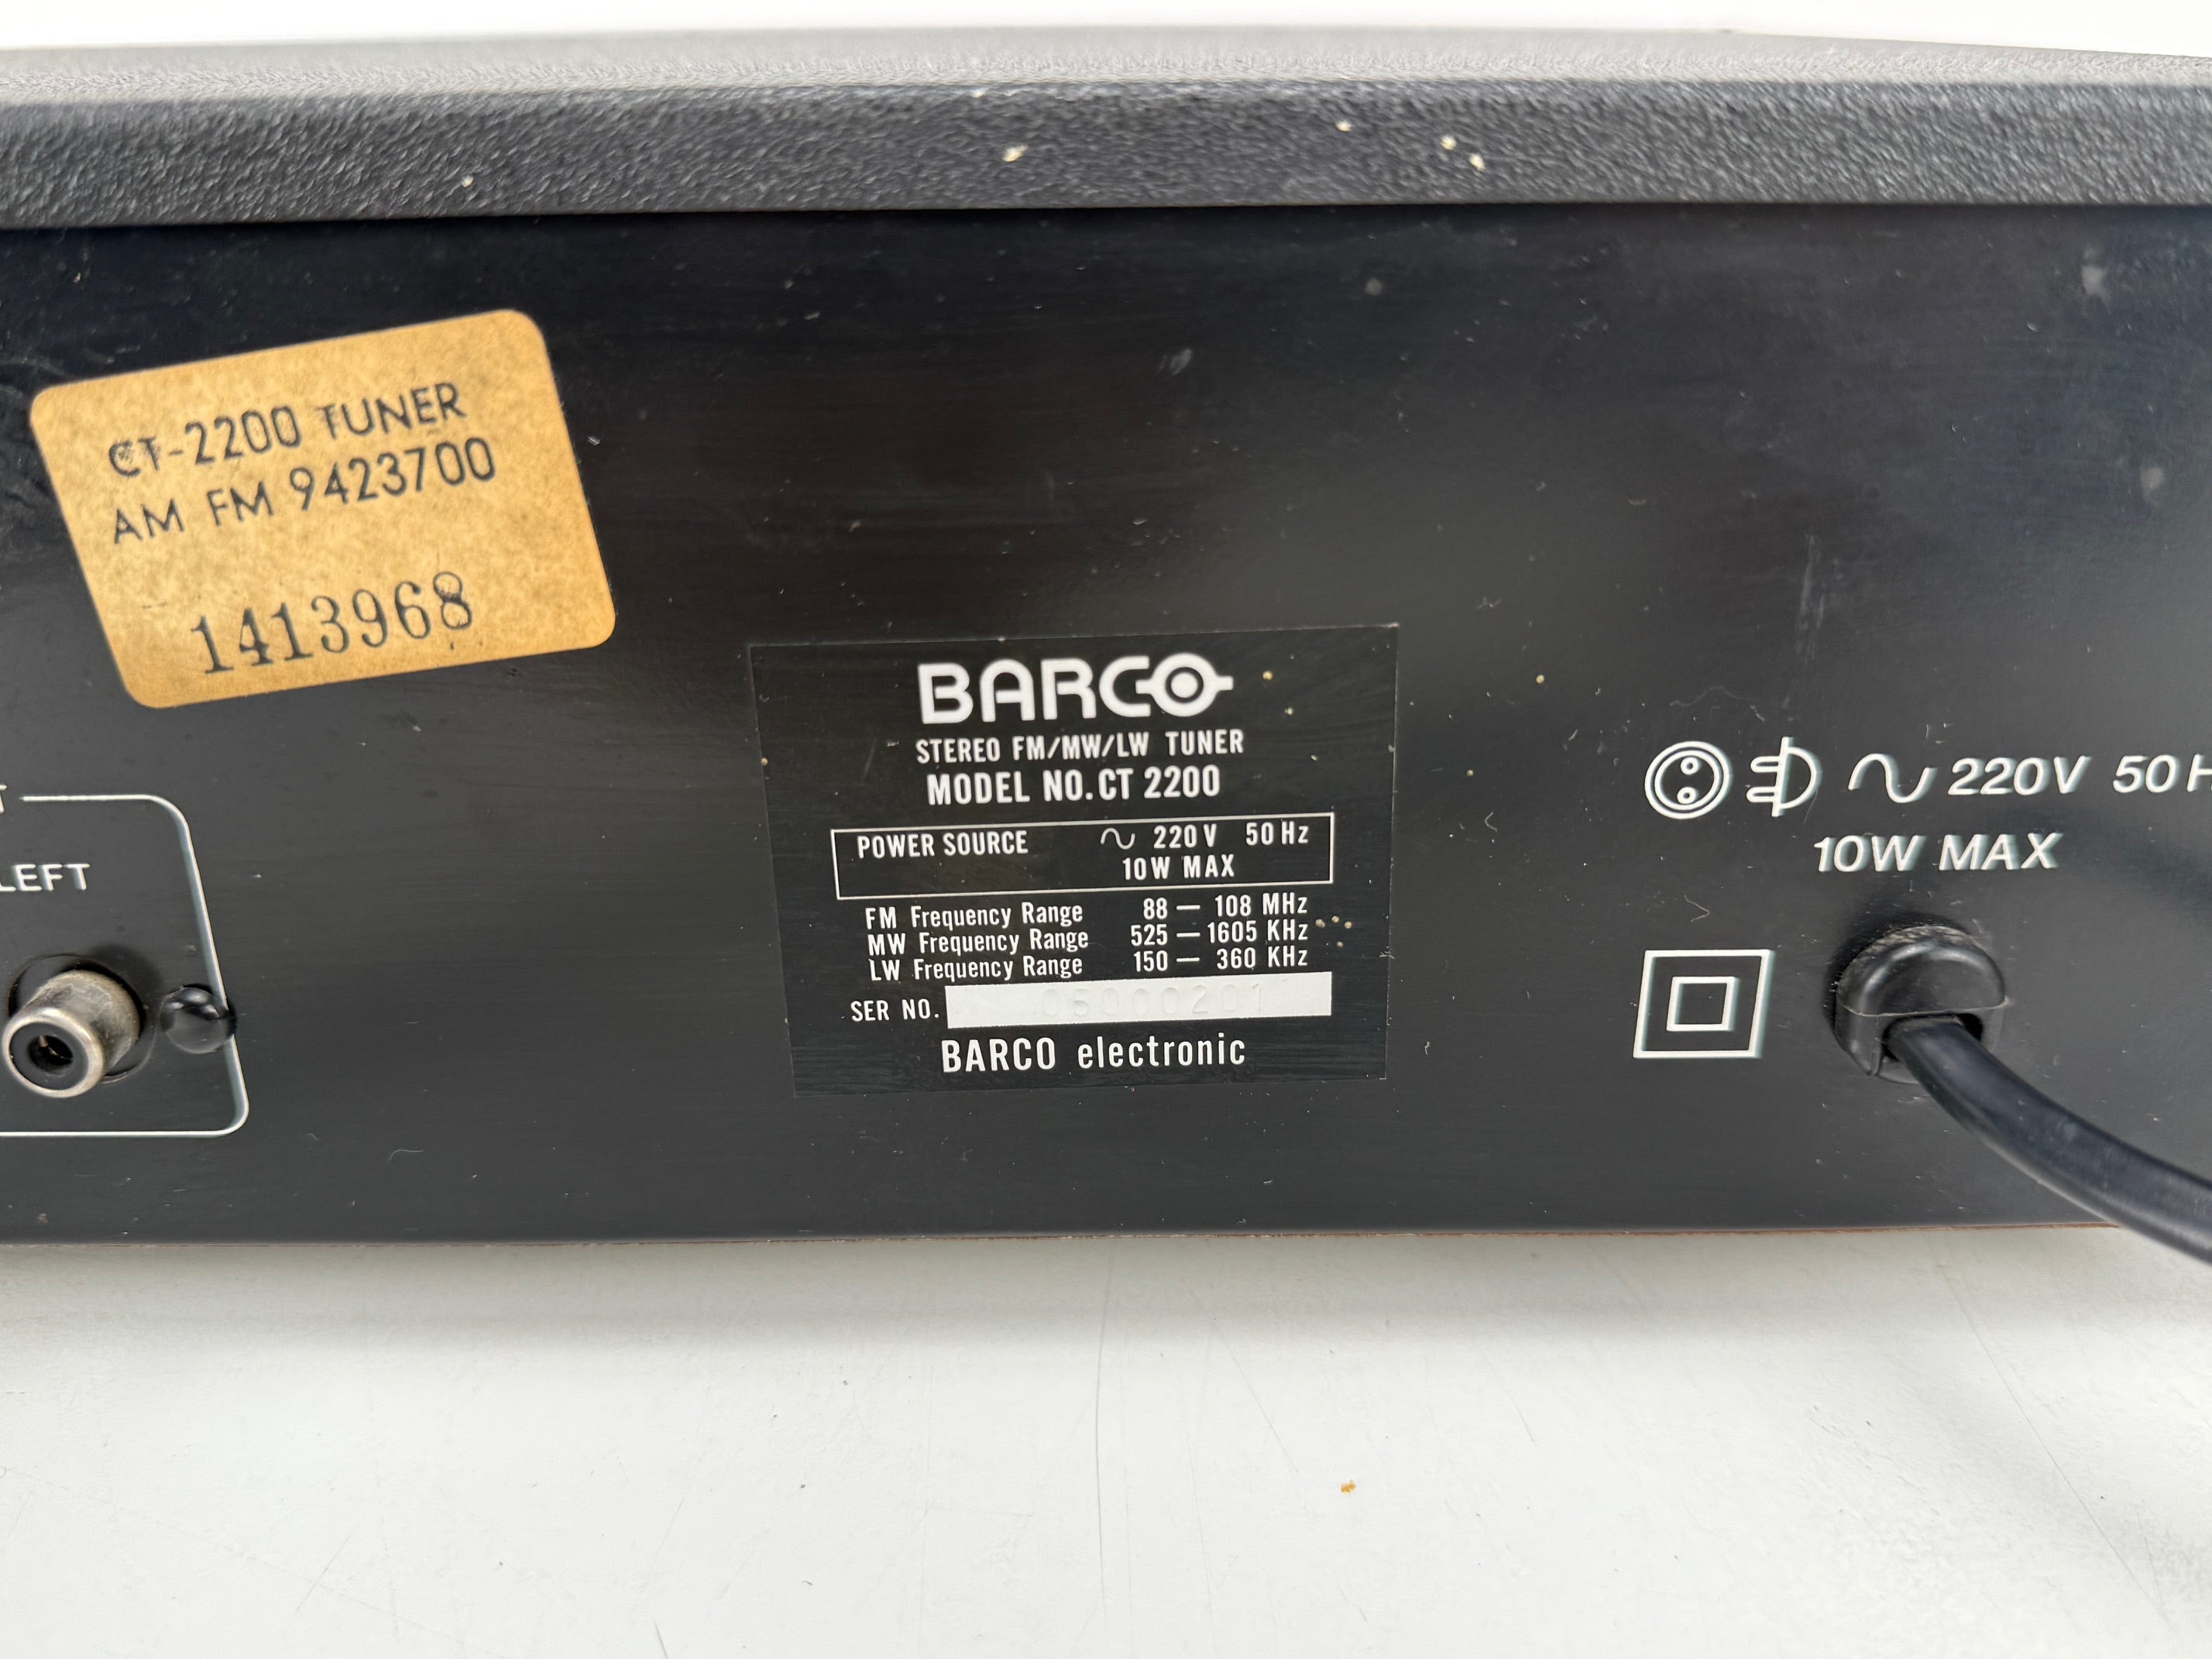 CT-2200 TUNER
AM FM 9423700
1413968
T
LEFT
BARCO
STEREO FM/MW/LW TUNER
MODEL NO. CT 2200
POWER SOURCE ∿ 220V 50Hz
10W MAX
FM Frequency Range 88 — 108 MHz
MW Frequency Range 525 — 1605 KHz
LW Frequency Range 150 — 360 KHz
SER NO.
BARCO electronic
∿ 220V 50H
10W MAX